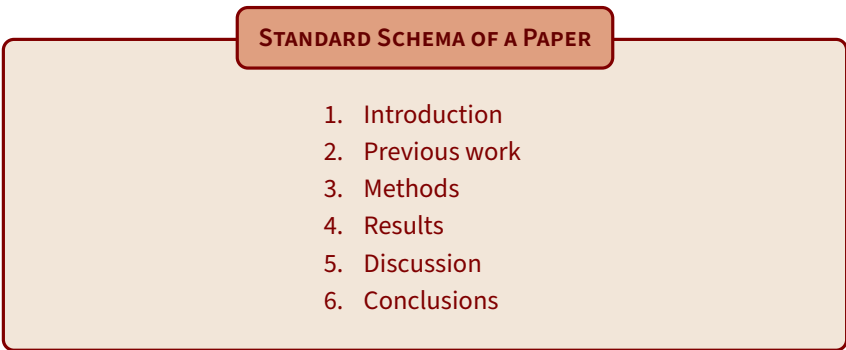 Standard Schema of a Paper
1. Introduction
2. Previous work
3. Methods
4. Results
5. Discussion
6. Conclusions